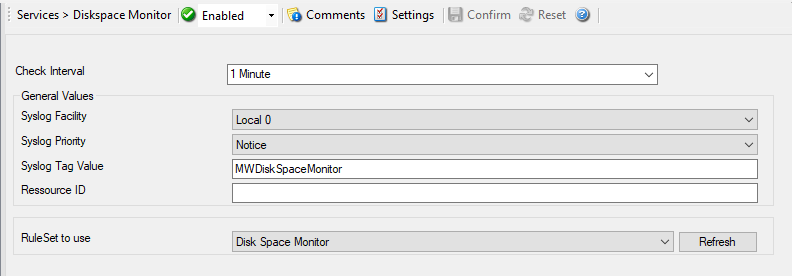 Services > Diskspace Monitor Enabled Comments Settings Confirm Reset
Check Interval 1 Minute
General Values
Syslog Facility Local 0
Syslog Priority Notice
Syslog Tag Value MWDiskSpaceMonitor
Ressource ID
RuleSet to use Disk Space Monitor Refresh